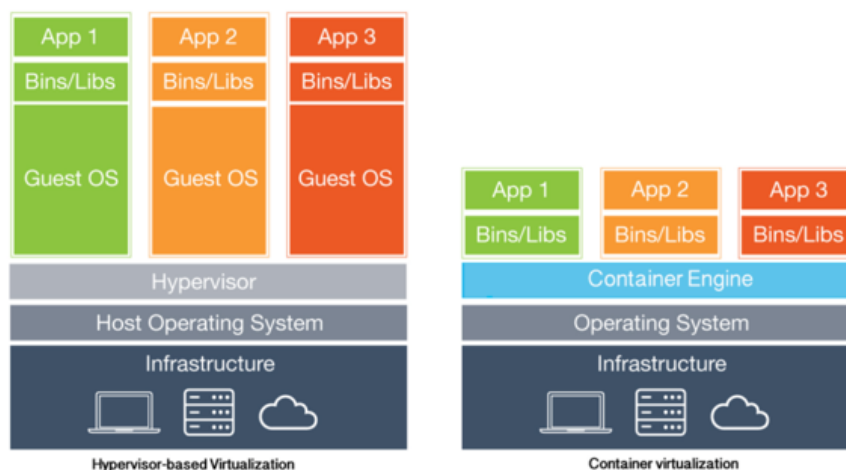 App 1
App 2
App 3
Bins/Libs
Bins/Libs
Bins/Libs
Guest OS
Guest OS
Guest OS
Hypervisor
Host Operating System
Infrastructure
Hypervisor-based Virtualization
App 1
App 2
App 3
Bins/Libs
Bins/Libs
Bins/Libs
Container Engine
Operating System
Infrastructure
Container virtualization